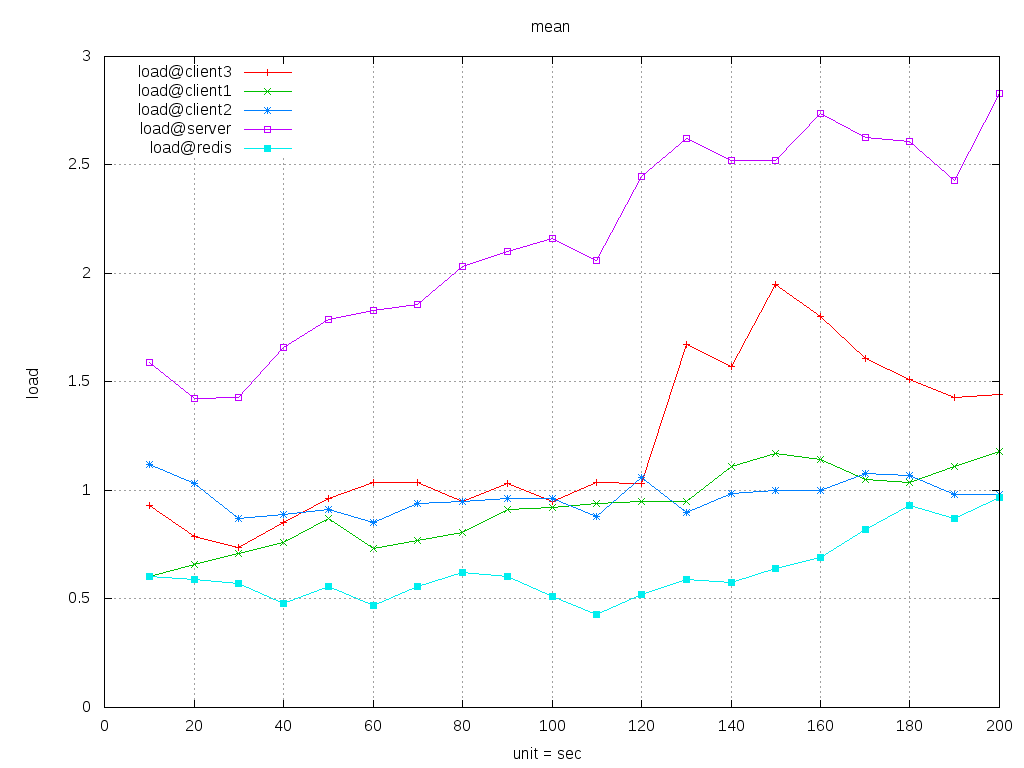 mean
3
2.5
2
1.5
1
0.5
0
load
load@client3
load@client1
load@client2
load@server
load@redis
0 20 40 60 80 100 120 140 160 180 200
unit = sec